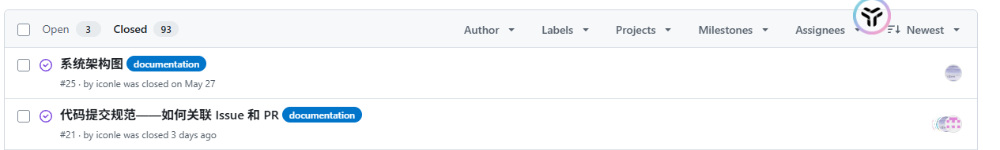 Open 3 Closed 93 Author Labels Projects Milestones Assignees Newest
系统架构图 documentation
#25 · by iconle was closed on May 27
代码提交规范——如何关联 Issue 和 PR documentation
#21 · by iconle was closed 3 days ago